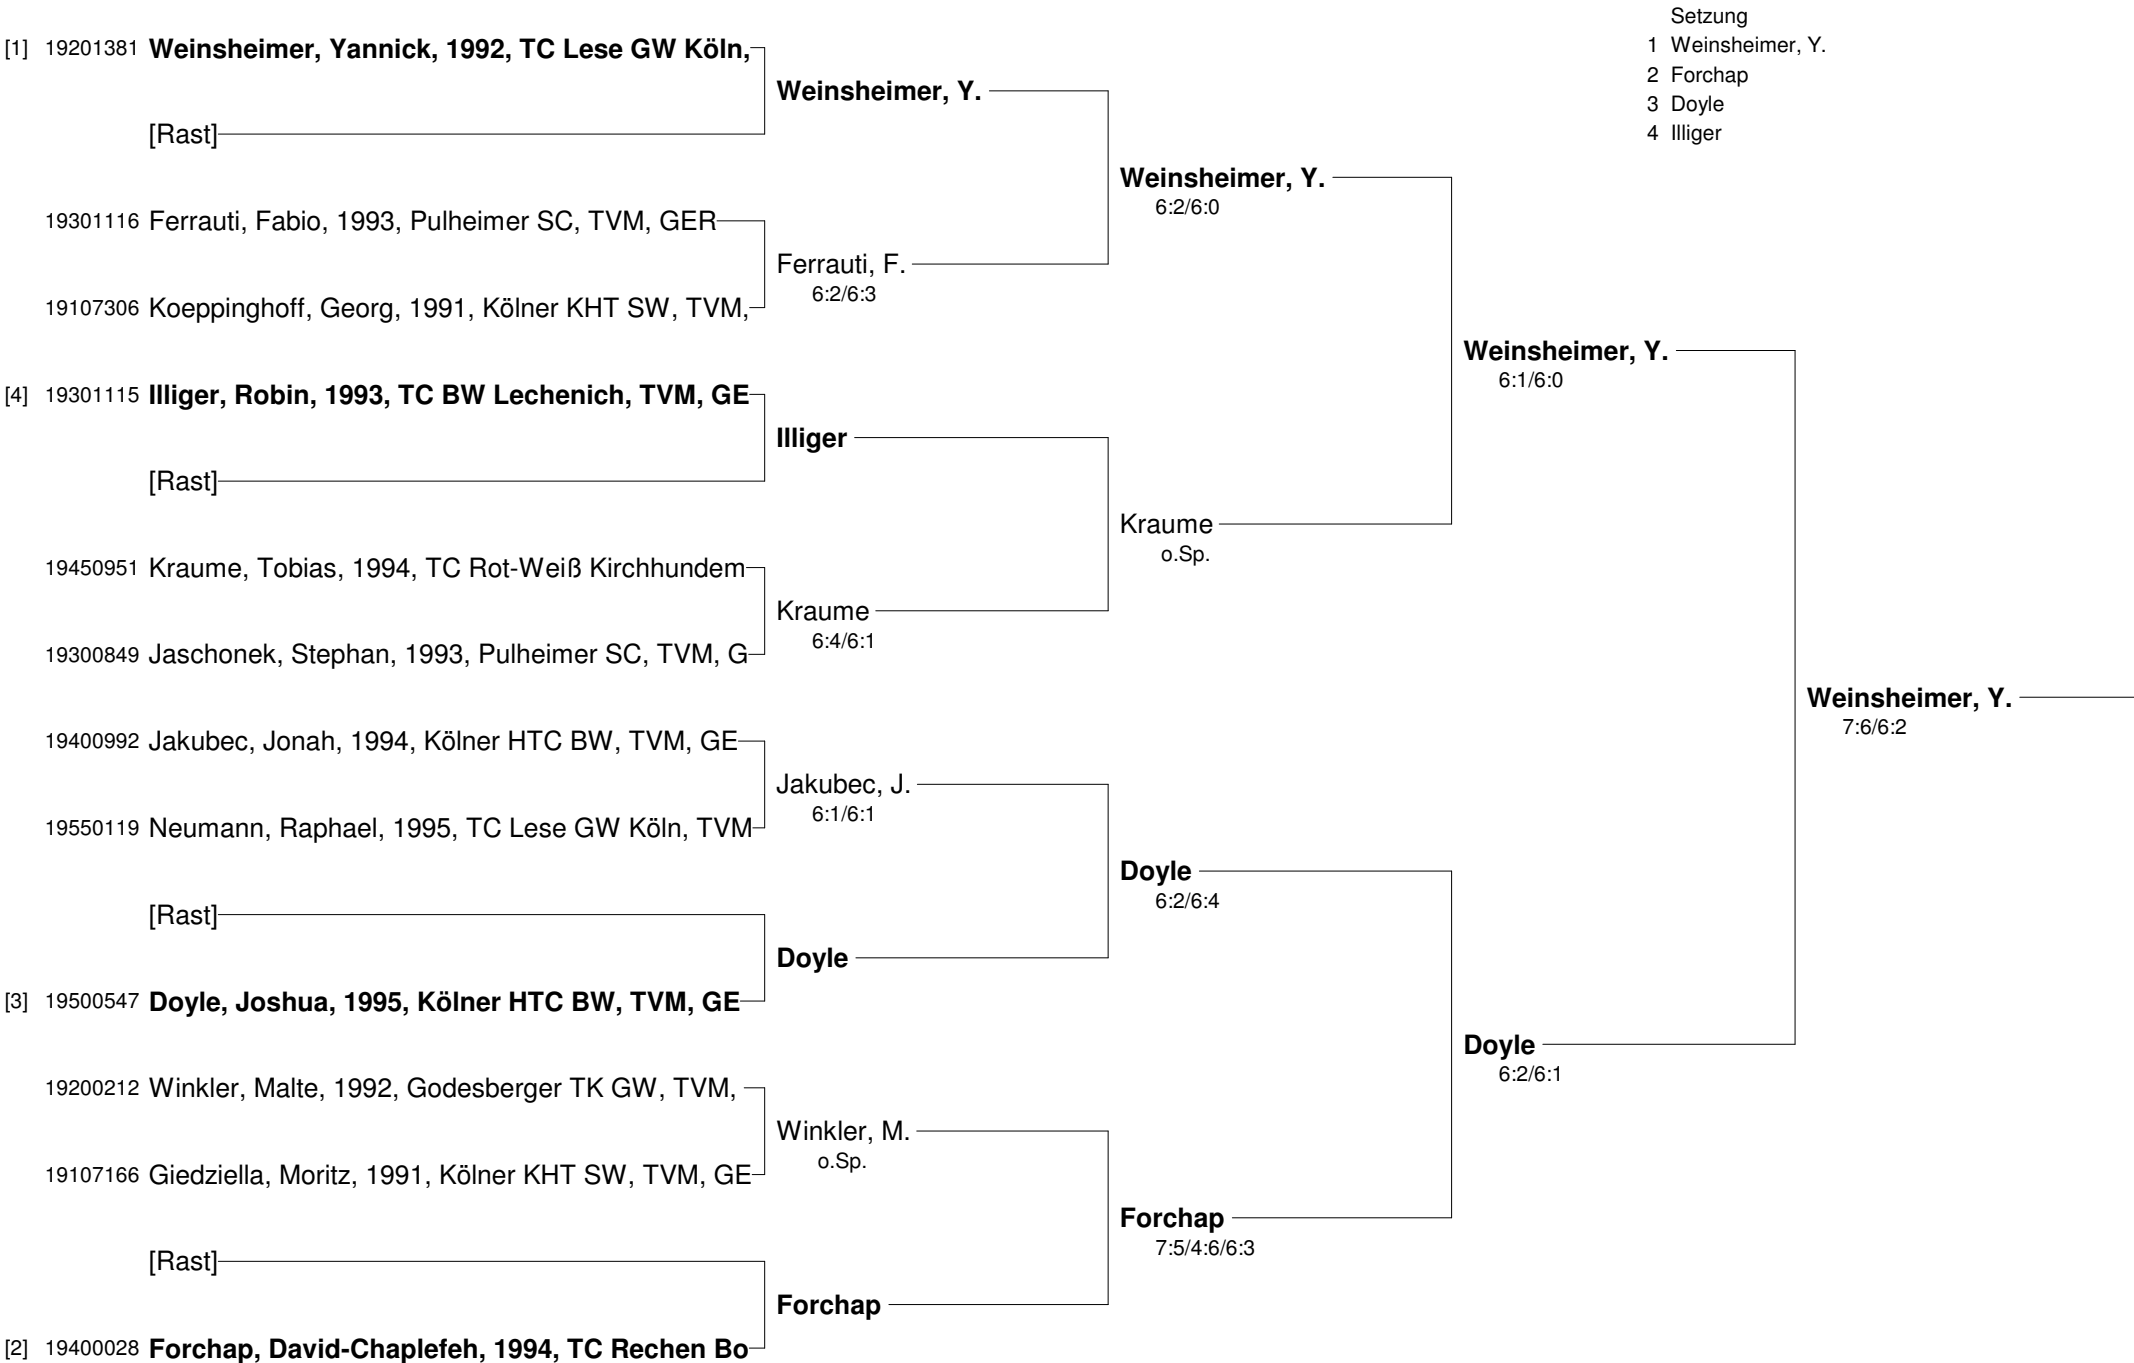 Setzung
1 Weinsheimer, Y.
2 Forchap
3 Doyle
4 Illiger
[1] 19201381 Weinsheimer, Yannick, 1992, TC Lese GW Köln,
Weinsheimer, Y.
[Rast]
Weinsheimer, Y.
6:2/6:0
19301116 Ferrauti, Fabio, 1993, Pulheimer SC, TVM, GER
Ferrauti, F.
6:2/6:3
19107306 Koeppinghoff, Georg, 1991, Kölner KHT SW, TVM,
Weinsheimer, Y.
6:1/6:0
[4] 19301115 Illiger, Robin, 1993, TC BW Lechenich, TVM, GE
Illiger
[Rast]
Kraume
o.Sp.
19450951 Kraume, Tobias, 1994, TC Rot-Weiß Kirchhundem
Kraume
6:4/6:1
19300849 Jaschonek, Stephan, 1993, Pulheimer SC, TVM, G
Weinsheimer, Y.
7:6/6:2
19400992 Jakubec, Jonah, 1994, Kölner HTC BW, TVM, GE
Jakubec, J.
6:1/6:1
19550119 Neumann, Raphael, 1995, TC Lese GW Köln, TVM
Doyle
6:2/6:4
[Rast]
Doyle
[3] 19500547 Doyle, Joshua, 1995, Kölner HTC BW, TVM, GE
Doyle
6:2/6:1
19200212 Winkler, Malte, 1992, Godesberger TK GW, TVM,
Winkler, M.
o.Sp.
19107166 Giedziella, Moritz, 1991, Kölner KHT SW, TVM, GE
Forchap
7:5/4:6/6:3
[Rast]
Forchap
[2] 19400028 Forchap, David-Chaplefeh, 1994, TC Rechen Bo